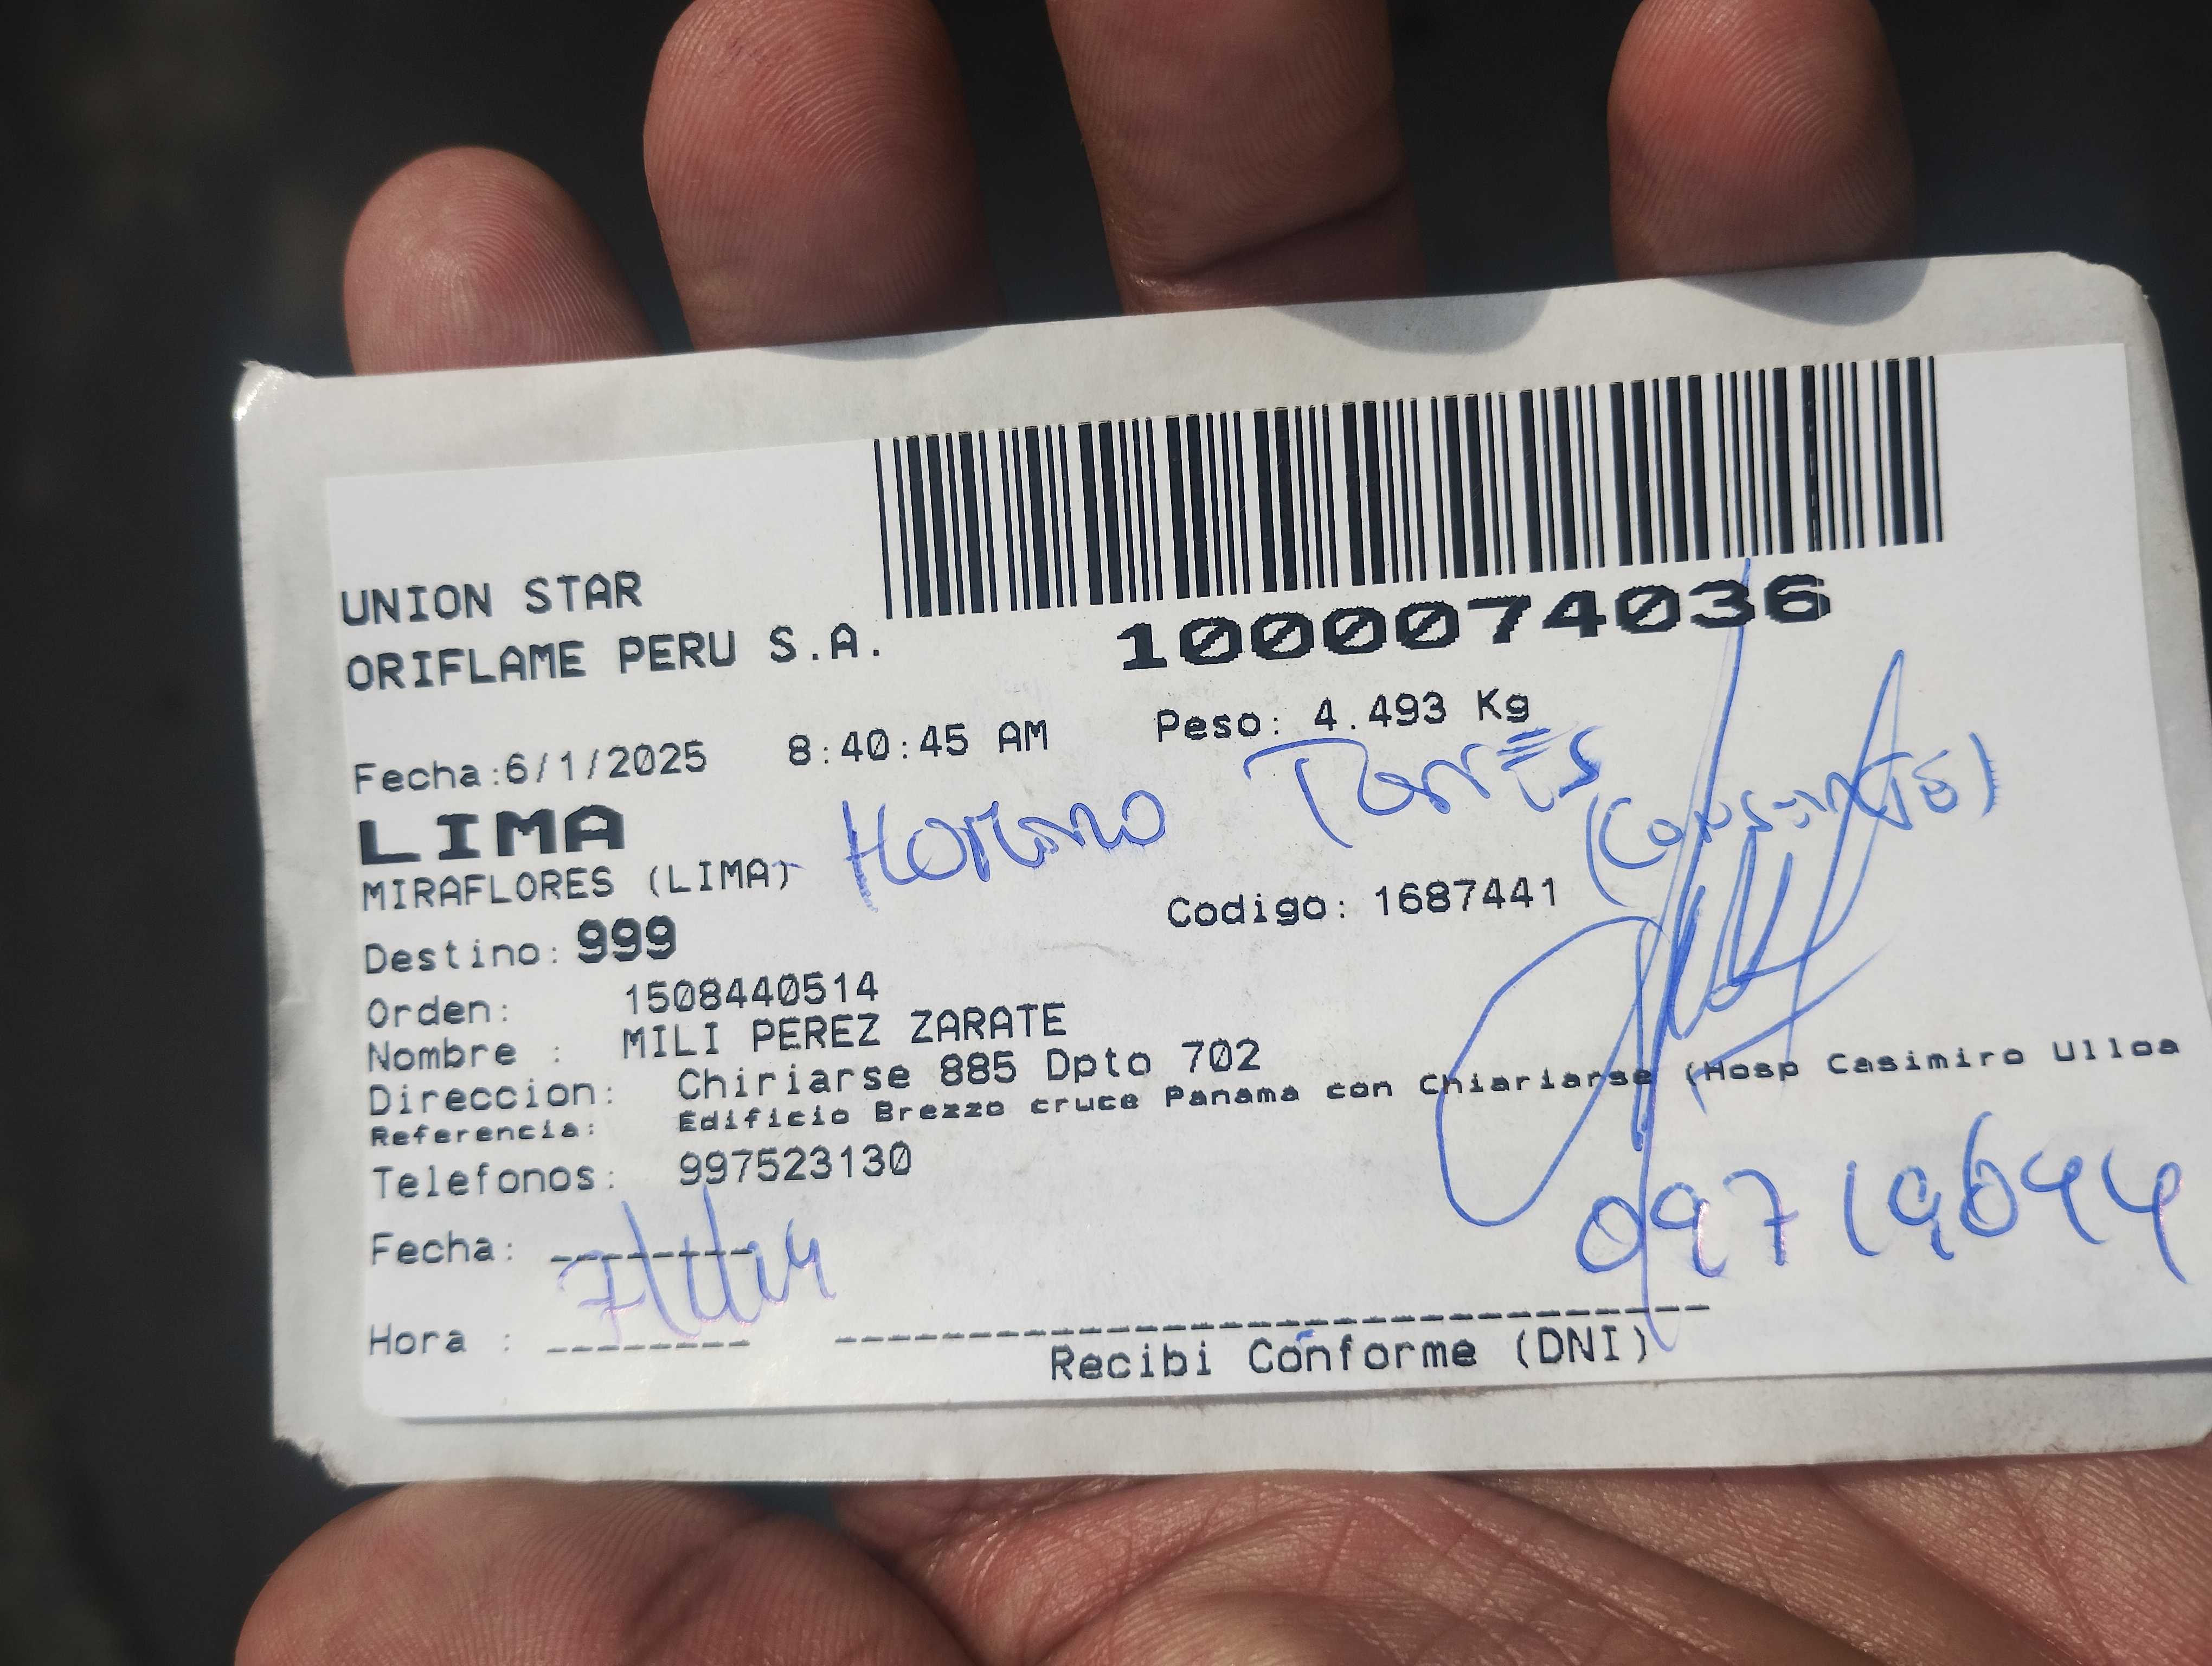 UNION STAR
ORIFLAME PERU S.A.
1000074036
Fecha:6/1/2025 8:40:45 AM Peso: 4.493 Kg
LIMA
Torres
MIRAFLORES (LIMA)
Destino: 999 Codigo: 1687441
Orden: 1508440514
Nombre : MILI PEREZ ZARATE
Direccion: Chiriarse 885 Dpto 702
Referencia: Edificio Brezzo cruce Panama con Chiariarse (Hosp Casimiro Ulloa
Telefonos: 997523130
Fecha:
Hora :
Recibi Conforme (DNI)